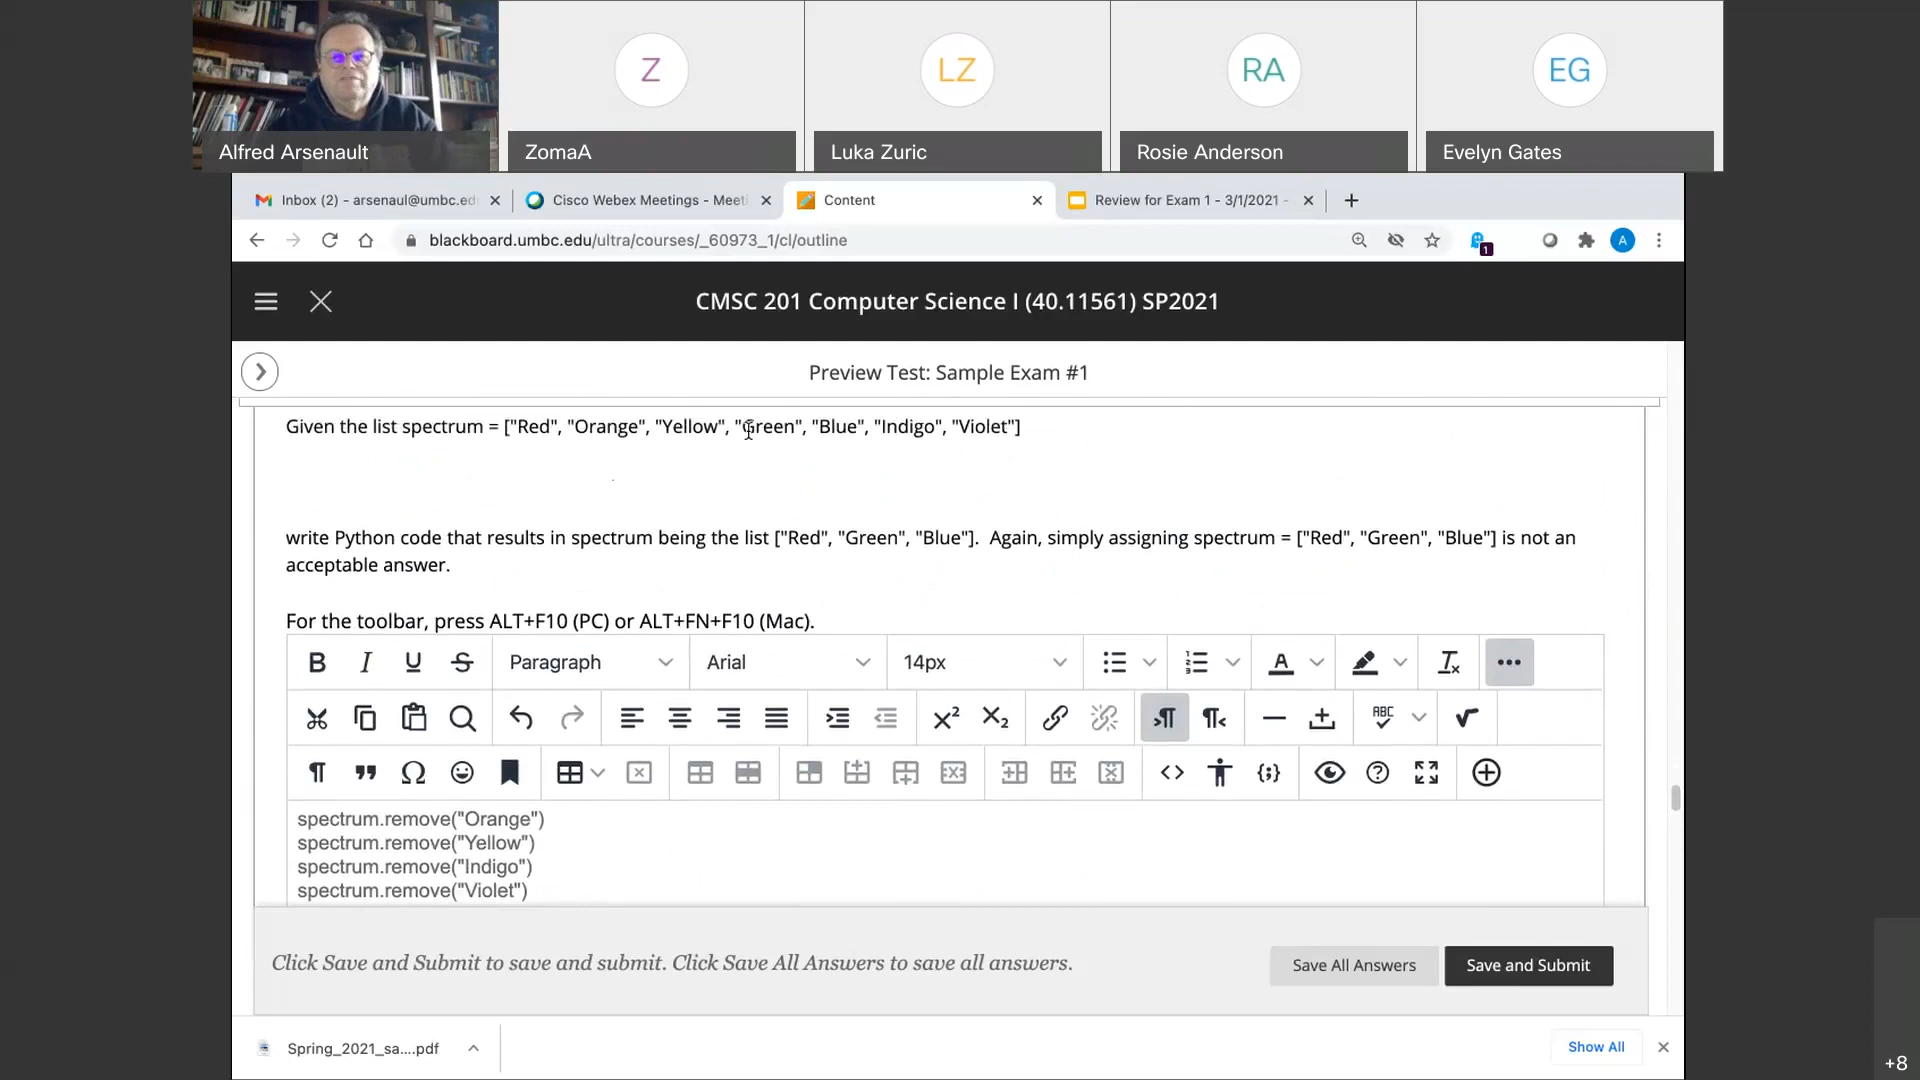 Z
LZ
RA
EG
Alfred Arsenault
ZomaA
Luka Zuric
Rosie Anderson
Evelyn Gates
Inbox (2) - arsenaul@umbc.ed
Cisco Webex Meetings - Meeti
Content
Review for Exam 1 - 3/1/2021 -
blackboard.umbc.edu/ultra/courses/_60973_1/cl/outline
1
A
CMSC 201 Computer Science I (40.11561) SP2021
Preview Test: Sample Exam #1
Given the list spectrum = ["Red", "Orange", "Yellow", "Green", "Blue", "Indigo", "Violet"]
write Python code that results in spectrum being the list ["Red", "Green", "Blue"].  Again, simply assigning spectrum = ["Red", "Green", "Blue"] is not an
acceptable answer.
For the toolbar, press ALT+F10 (PC) or ALT+FN+F10 (Mac).
B I U S Paragraph Arial 14px
ABC
spectrum.remove("Orange")
spectrum.remove("Yellow")
spectrum.remove("Indigo")
spectrum.remove("Violet")
Click Save and Submit to save and submit. Click Save All Answers to save all answers.
Save All Answers
Save and Submit
Spring_2021_sa....pdf
Show All
+8